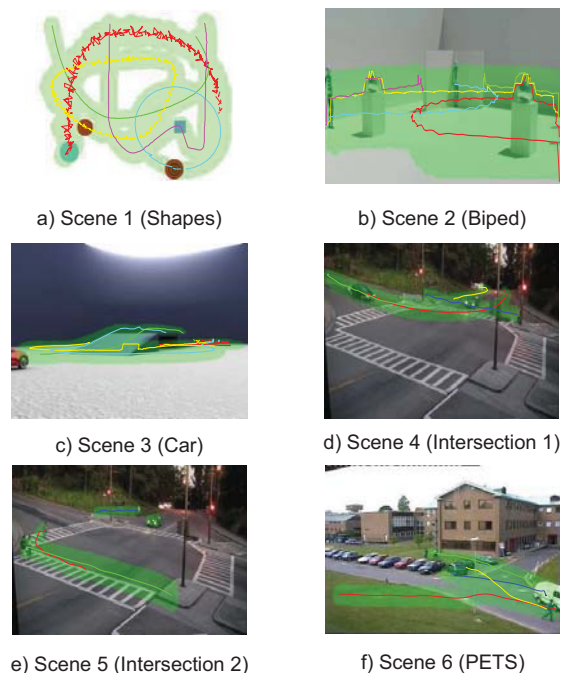 a) Scene 1 (Shapes)
b) Scene 2 (Biped)
c) Scene 3 (Car)
d) Scene 4 (Intersection 1)
e) Scene 5 (Intersection 2)
f) Scene 6 (PETS)